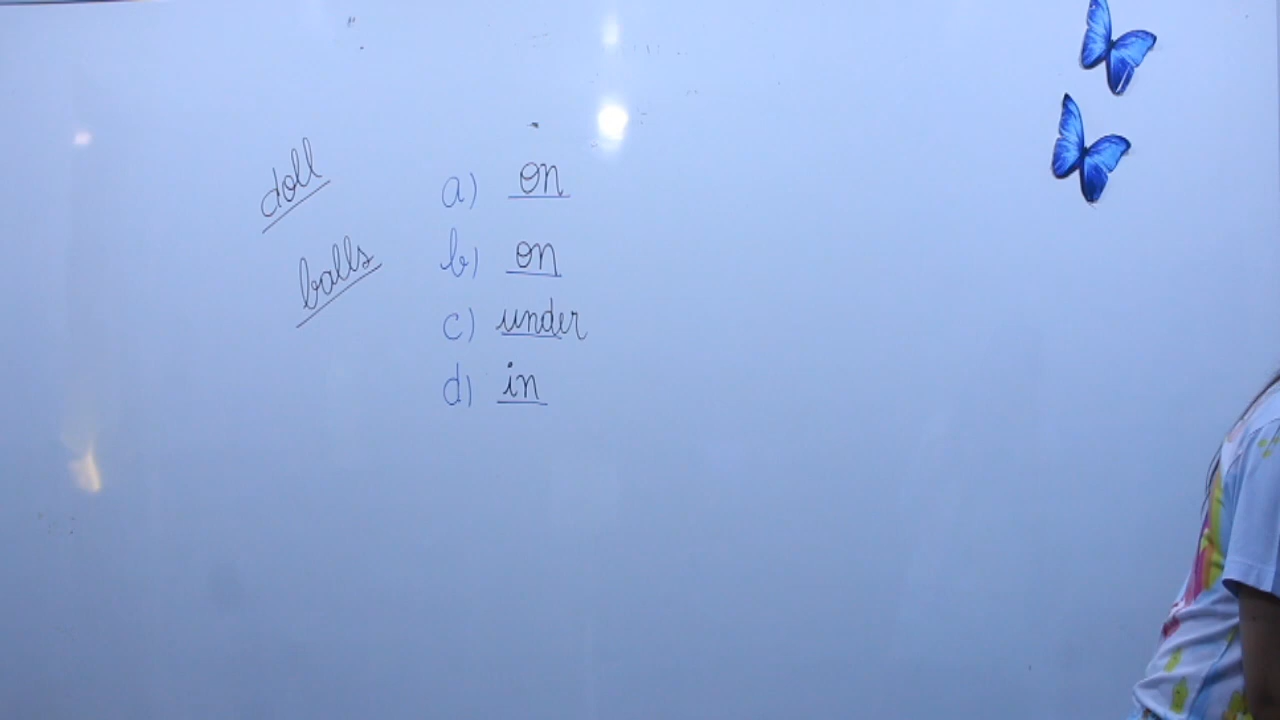 doll
balls
a) on
b) on
c) under
d) in